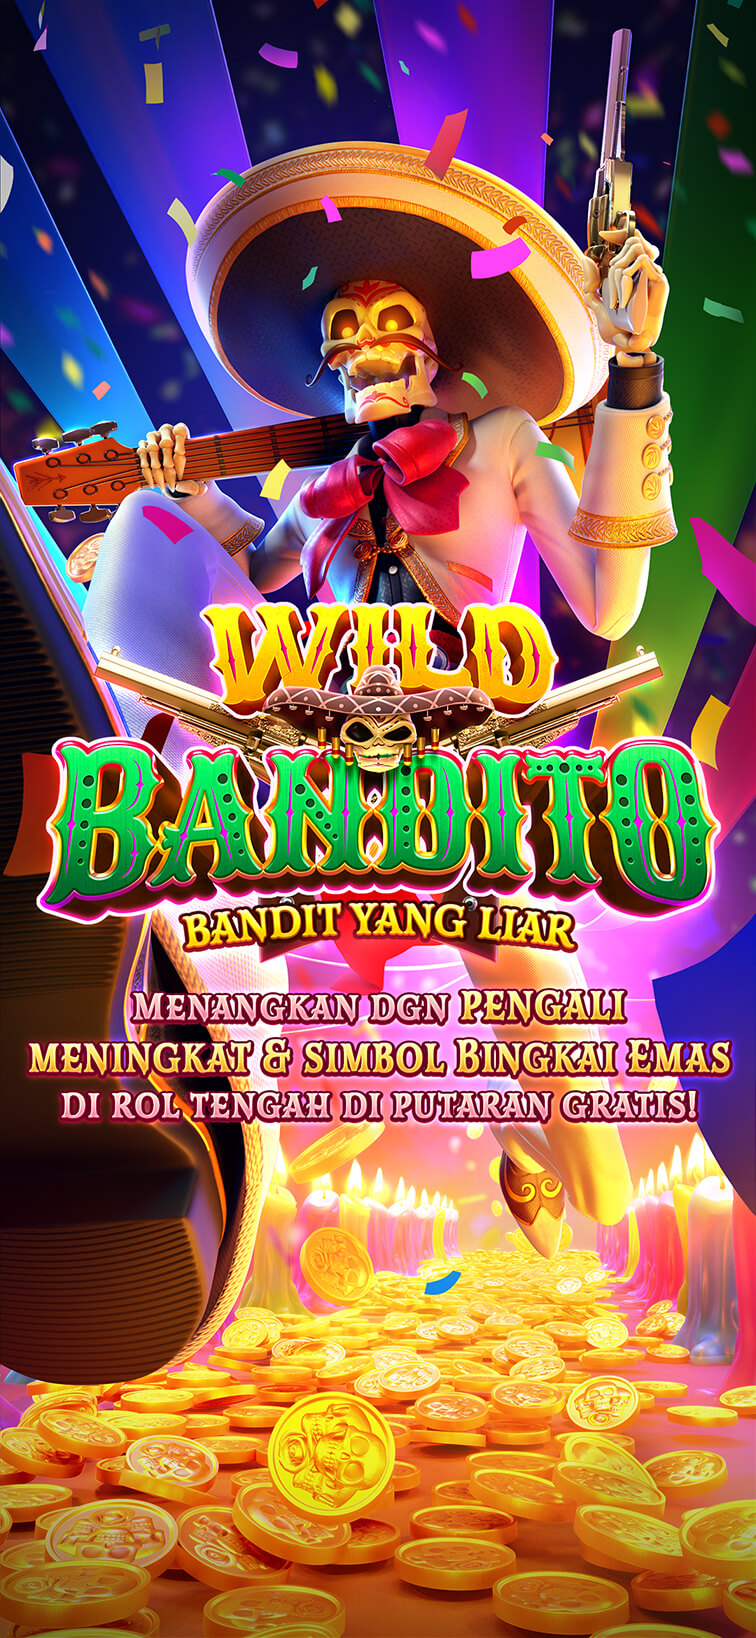 WILD
BANDITO
BANDIT YANG LIAR
MENANGKAN DGN PENGALI
MENINGKAT & SIMBOL BINGKAI EMAS
DI ROL TENGAH DI PUTARAN GRATIS!